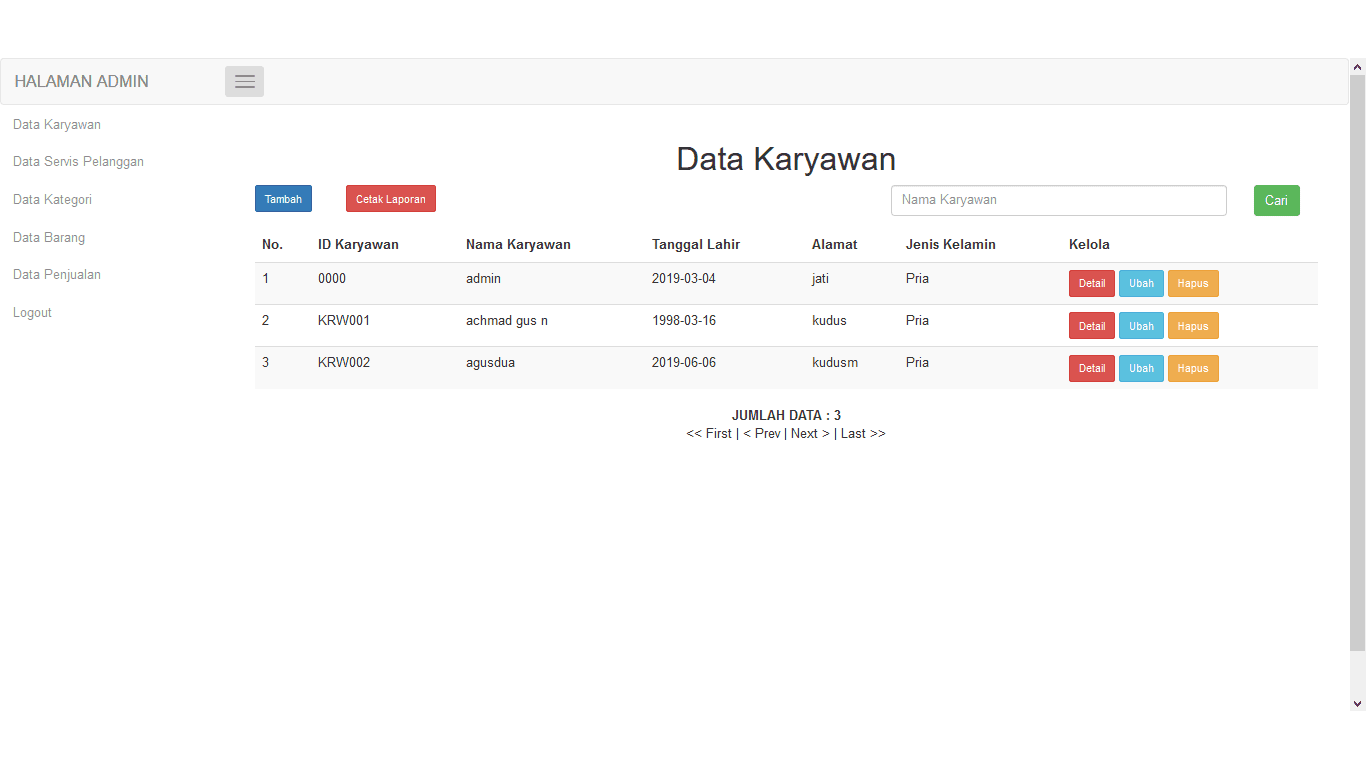 HALAMAN ADMIN
Data Karyawan
Data Servis Pelanggan
Data Kategori
Data Barang
Data Penjualan
Logout
Data Karyawan
Tambah Cetak Laporan Nama Karyawan Cari
No. ID Karyawan Nama Karyawan Tanggal Lahir Alamat Jenis Kelamin Kelola
1 0000 admin 2019-03-04 jati Pria Detail Ubah Hapus
2 KRW001 achmad gus n 1998-03-16 kudus Pria Detail Ubah Hapus
3 KRW002 agusdua 2019-06-06 kudusm Pria Detail Ubah Hapus
JUMLAH DATA : 3
<< First | < Prev | Next > | Last >>